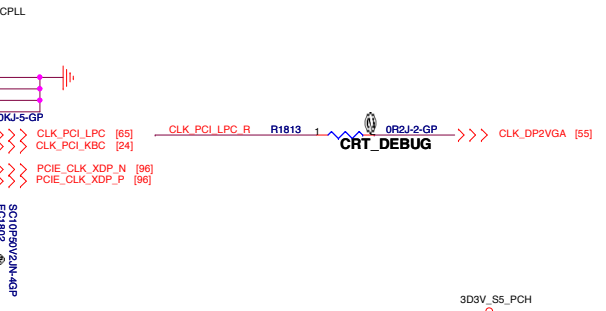 CPLL
0KJ-5-GP
CLK_PCI_LPC [65]
CLK_PCI_KBC [24]
CLK_PCI_LPC_R R1813 1 0R2J-2-GP CLK_DP2VGA [55]
CRT_DEBUG
PCIE_CLK_XDP_N [96]
PCIE_CLK_XDP_P [96]
SC10P50V2JN-4GP
EC1802
3D3V_S5_PCH